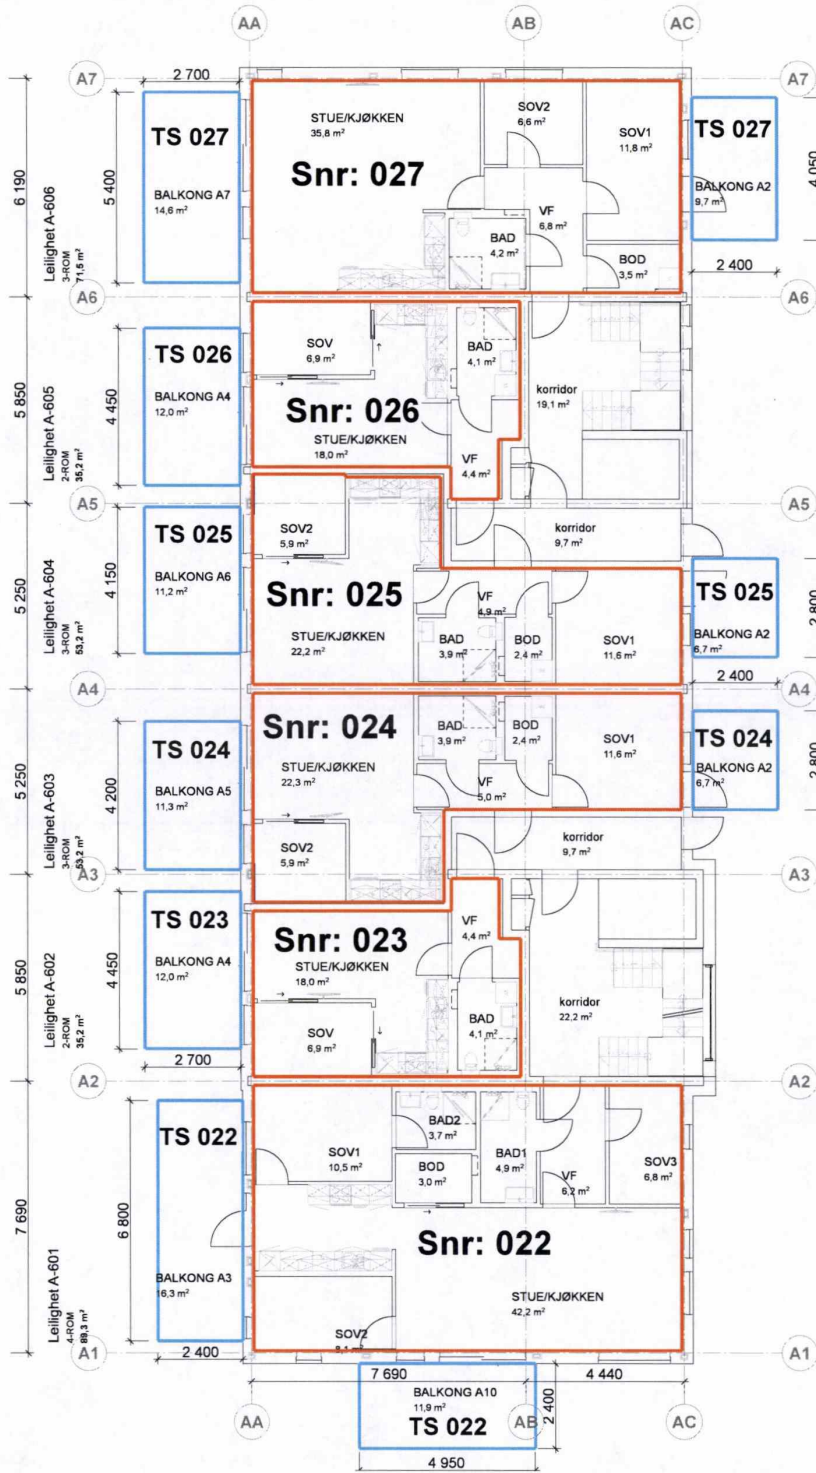 AA
AB
AC
A7
A7
2 700
TS 027
BALKONG A7
14,6 m²
5 400
6 190
Leilighet A-606
3-ROM
71,5 m²
STUE/KJØKKEN
35,8 m²
Snr: 027
SOV2
6,6 m²
SOV1
11,8 m²
VF
6,8 m²
BAD
4,2 m²
BOD
3,5 m²
TS 027
BALKONG A2
9,7 m²
4 050
2 400
A6
A6
TS 026
BALKONG A4
12,0 m²
4 450
5 850
Leilighet A-605
2-ROM
35,2 m²
SOV
6,9 m²
BAD
4,1 m²
Snr: 026
STUE/KJØKKEN
18,0 m²
VF
4,4 m²
korridor
19,1 m²
A5
A5
TS 025
BALKONG A6
11,2 m²
4 150
5 250
Leilighet A-604
3-ROM
53,2 m²
SOV2
5,9 m²
korridor
9,7 m²
Snr: 025
STUE/KJØKKEN
22,2 m²
VF
4,9 m²
BAD
3,9 m²
BOD
2,4 m²
SOV1
11,6 m²
TS 025
BALKONG A2
6,7 m²
2 800
2 400
A4
A4
TS 024
BALKONG A5
11,3 m²
4 200
5 250
Leilighet A-603
3-ROM
53,2 m²
Snr: 024
STUE/KJØKKEN
22,3 m²
BAD
3,9 m²
BOD
2,4 m²
SOV1
11,6 m²
VF
5,0 m²
SOV2
5,9 m²
TS 024
BALKONG A2
6,7 m²
2 800
korridor
9,7 m²
A3
A3
TS 023
BALKONG A4
12,0 m²
4 450
5 850
Leilighet A-602
2-ROM
35,2 m²
2 700
VF
4,4 m²
Snr: 023
STUE/KJØKKEN
18,0 m²
SOV
6,9 m²
BAD
4,1 m²
korridor
22,2 m²
A2
A2
TS 022
BALKONG A3
16,3 m²
6 800
7 690
Leilighet A-601
4-ROM
89,3 m²
2 400
SOV1
10,5 m²
BAD2
3,7 m²
BOD
3,0 m²
BAD1
4,9 m²
VF
6,2 m²
SOV3
6,8 m²
Snr: 022
STUE/KJØKKEN
42,2 m²
SOV2
8,1 m²
A1
A1
7 690
4 440
BALKONG A10
11,9 m²
TS 022
2 400
4 950
AA
AB
AC